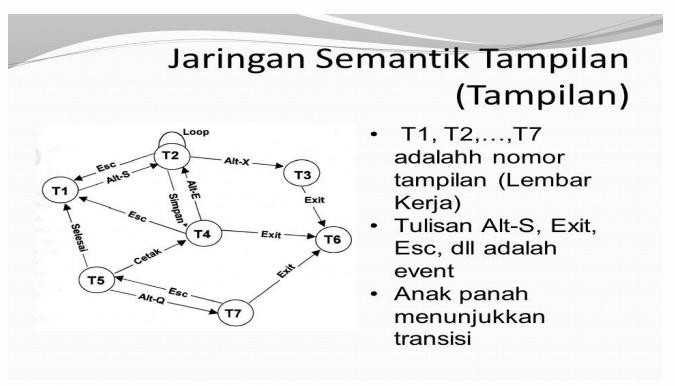 Jaringan Semantik Tampilan
(Tampilan)
Loop
T2
Esc
Alt-S
Alt-X
T1
T3
Simpan
Alt-E
Exit
Esc
T4
Exit
T6
Selesai
Cetak
T5
Esc
Alt-Q
Exit
T7
• T1, T2,...,T7
adalahh nomor
tampilan (Lembar
Kerja)
• Tulisan Alt-S, Exit,
Esc, dll adalah
event
• Anak panah
menunjukkan
transisi